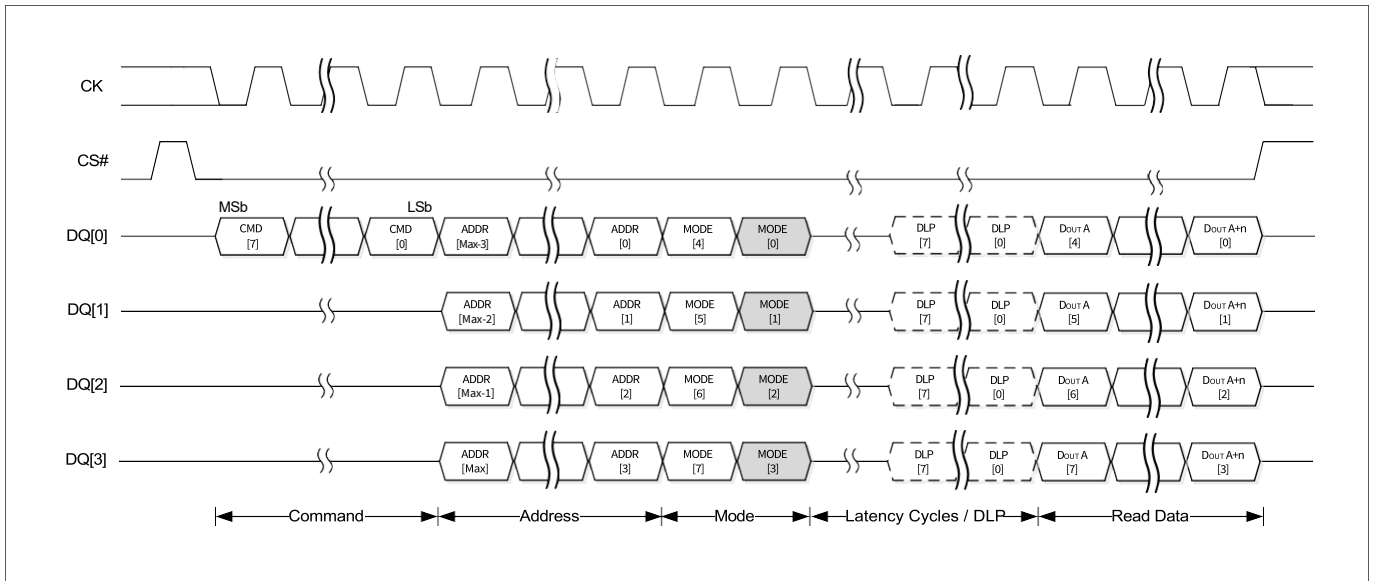 CK
CS#
MSb LSb
DQ[0] CMD [7] CMD [0] ADDR [Max-3] ADDR [0] MODE [4] MODE [0] DLP [7] DLP [0] DOUT A [4] DOUT A+n [0]
DQ[1] ADDR [Max-2] ADDR [1] MODE [5] MODE [1] DLP [7] DLP [0] DOUT A [5] DOUT A+n [1]
DQ[2] ADDR [Max-1] ADDR [2] MODE [6] MODE [2] DLP [7] DLP [0] DOUT A [6] DOUT A+n [2]
DQ[3] ADDR [Max] ADDR [3] MODE [7] MODE [3] DLP [7] DLP [0] DOUT A [7] DOUT A+n [3]
Command Address Mode Latency Cycles / DLP Read Data